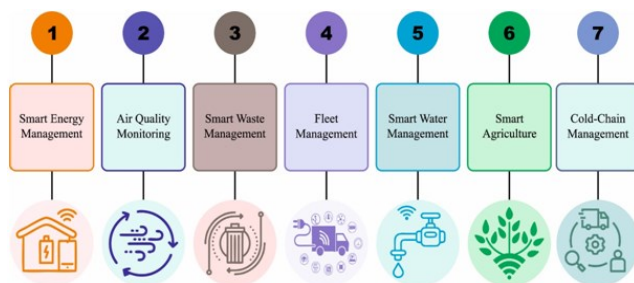 1
2
3
4
5
6
7
Smart Energy
Management
Air Quality
Monitoring
Smart Waste
Management
Fleet
Management
Smart Water
Management
Smart
Agriculture
Cold-Chain
Management